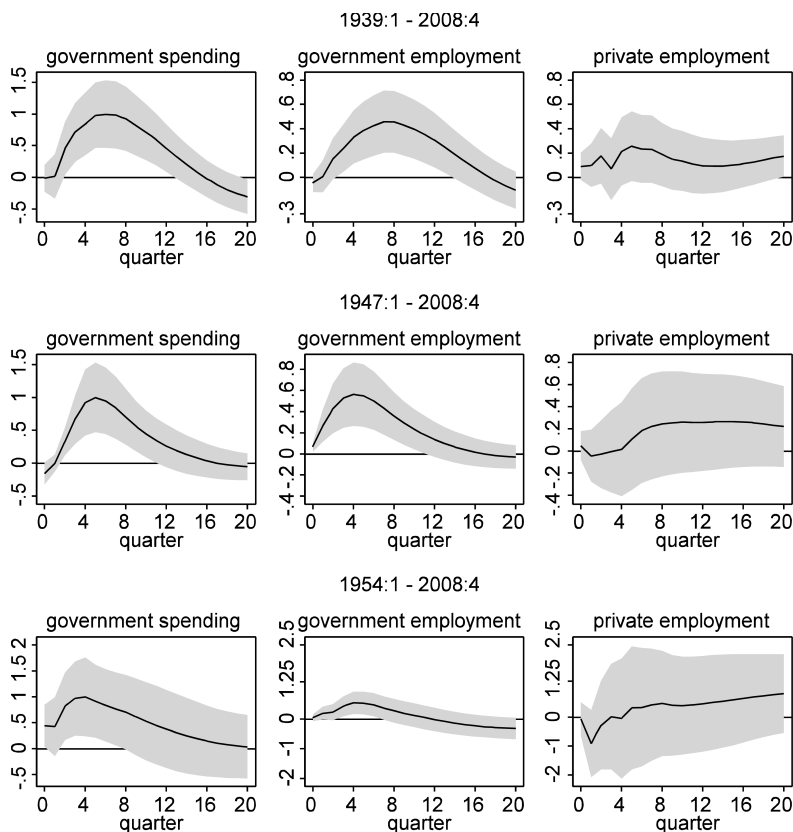 1939:1 - 2008:4
government spending government employment private employment
-.5 0 .5 1 1.5
-.3 0 .2 .4 .6 .8
-.3 0 .2 .4 .6 .8
0 4 8 12 16 20 0 4 8 12 16 20 0 4 8 12 16 20
quarter quarter quarter
1947:1 - 2008:4
government spending government employment private employment
-.5 0 .5 1 1.5
-.4 -.2 0 .2 .4 .6 .8
-.4 -.2 0 .2 .4 .6 .8
0 4 8 12 16 20 0 4 8 12 16 20 0 4 8 12 16 20
quarter quarter quarter
1954:1 - 2008:4
government spending government employment private employment
-.5 0 .5 1 1.5 2
-2 -1 0 1.25 2.5
-2 -1 0 1.25 2.5
0 4 8 12 16 20 0 4 8 12 16 20 0 4 8 12 16 20
quarter quarter quarter